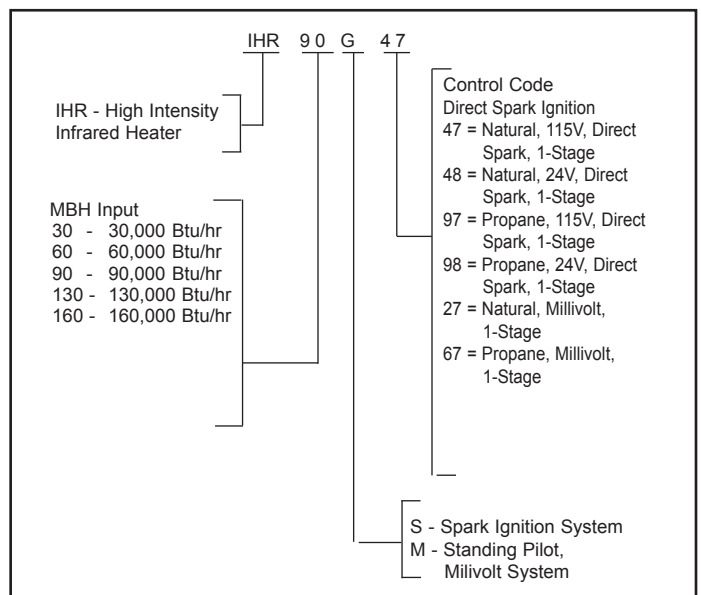 IHR 90 G 47
IHR - High Intensity
Infrared Heater
MBH Input
30 - 30,000 Btu/hr
60 - 60,000 Btu/hr
90 - 90,000 Btu/hr
130 - 130,000 Btu/hr
160 - 160,000 Btu/hr
Control Code
Direct Spark Ignition
47 = Natural, 115V, Direct
Spark, 1-Stage
48 = Natural, 24V, Direct
Spark, 1-Stage
97 = Propane, 115V, Direct
Spark, 1-Stage
98 = Propane, 24V, Direct
Spark, 1-Stage
27 = Natural, Millivolt,
1-Stage
67 = Propane, Millivolt,
1-Stage
S - Spark Ignition System
M - Standing Pilot,
Milivolt System